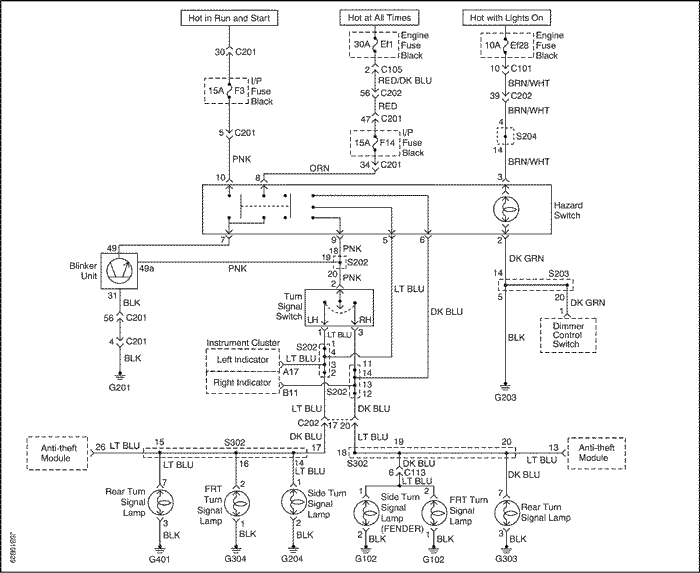 Hot in Run and Start
Hot at All Times
Hot with Lights On
30 C201
30A Ef1
Engine
Fuse
Black
10A Ef28
Engine
Fuse
Black
2 C105
RED/DK BLU
10 C101
BRN/WHT
15A F3
I/P
Fuse
Black
56 C202
RED
39 C202
BRN/WHT
47 C201
4
S204
5 C201
15A F14
I/P
Fuse
Black
14
BRN/WHT
PNK
ORN
34 C201
10
8
3
Hazard
Switch
7
9
5
6
2
49
18
PNK
DK GRN
Blinker
Unit
49a
PNK
19
S202
20
PNK
LT BLU
14
S203
31
BLK
2
DK BLU
5
20
DK GRN
Turn
Signal
Switch
LH
RH
56 C201
1
LT BLU
3
BLK
1
Dimmer
Control
Switch
4 C201
Instrument Cluster
S202
1
4
3
2
BLK
Left Indicator
LT BLU
A17
11
14
13
12
G201
Right Indicator
B11
S202
G203
LT BLU
DK BLU
C202
17
20
DK BLU
LT BLU
Anti-theft
Module
26
LT BLU
15
S302
17
18
19
20
13
LT BLU
Anti-theft
Module
LT BLU
16
14
LT BLU
S302
DK BLU
6
C113
LT BLU
DK BLU
7
2
1
1
2
7
Rear Turn
Signal
Lamp
FRT
Turn
Signal
Lamp
Side Turn
Signal
Lamp
Side Turn
Signal
Lamp
(FENDER)
FRT Turn
Signal
Lamp
Rear Turn
Signal Lamp
3
BLK
1
BLK
2
BLK
2
BLK
1
BLK
3
BLK
G401
G304
G204
G102
G102
G303